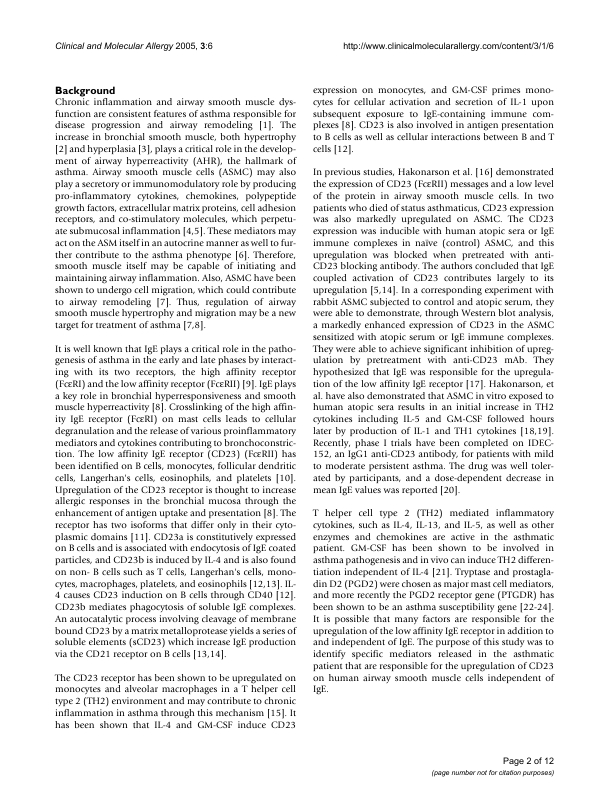 Clinical and Molecular Allergy 2005, 3:6
http://www.clinicalmolecularallergy.com/content/3/1/6
Background
Chronic inflammation and airway smooth muscle dys-
function are consistent features of asthma responsible for
disease progression and airway remodeling [1]. The
increase in bronchial smooth muscle, both hypertrophy
[2] and hyperplasia [3], plays a critical role in the develop-
ment of airway hyperreactivity (AHR), the hallmark of
asthma. Airway smooth muscle cells (ASMC) may also
play a secretory or immunomodulatory role by producing
pro-inflammatory cytokines, chemokines, polypeptide
growth factors, extracellular matrix proteins, cell adhesion
receptors, and co-stimulatory molecules, which perpetu-
ate submucosal inflammation [4,5]. These mediators may
act on the ASM itself in an autocrine manner as well to fur-
ther contribute to the asthma phenotype [6]. Therefore,
smooth muscle itself may be capable of initiating and
maintaining airway inflammation. Also, ASMC have been
shown to undergo cell migration, which could contribute
to airway remodeling [7]. Thus, regulation of airway
smooth muscle hypertrophy and migration may be a new
target for treatment of asthma [7,8].
It is well known that IgE plays a critical role in the patho-
genesis of asthma in the early and late phases by interact-
ing with its two receptors, the high affinity receptor
(FcεRI) and the low affinity receptor (FcεRII) [9]. IgE plays
a key role in bronchial hyperresponsiveness and smooth
muscle hyperreactivity [8]. Crosslinking of the high affin-
ity IgE receptor (FcεRI) on mast cells leads to cellular
degranulation and the release of various proinflammatory
mediators and cytokines contributing to bronchoconstric-
tion. The low affinity IgE receptor (CD23) (FcεRII) has
been identified on B cells, monocytes, follicular dendritic
cells, Langerhan's cells, eosinophils, and platelets [10].
Upregulation of the CD23 receptor is thought to increase
allergic responses in the bronchial mucosa through the
enhancement of antigen uptake and presentation [8]. The
receptor has two isoforms that differ only in their cyto-
plasmic domains [11]. CD23a is constitutively expressed
on B cells and is associated with endocytosis of IgE coated
particles, and CD23b is induced by IL-4 and is also found
on non- B cells such as T cells, Langerhan's cells, mono-
cytes, macrophages, platelets, and eosinophils [12,13]. IL-
4 causes CD23 induction on B cells through CD40 [12].
CD23b mediates phagocytosis of soluble IgE complexes.
An autocatalytic process involving cleavage of membrane
bound CD23 by a matrix metalloprotease yields a series of
soluble elements (sCD23) which increase IgE production
via the CD21 receptor on B cells [13,14].
The CD23 receptor has been shown to be upregulated on
monocytes and alveolar macrophages in a T helper cell
type 2 (TH2) environment and may contribute to chronic
inflammation in asthma through this mechanism [15]. It
has been shown that IL-4 and GM-CSF induce CD23
expression on monocytes, and GM-CSF primes mono-
cytes for cellular activation and secretion of IL-1 upon
subsequent exposure to IgE-containing immune com-
plexes [8]. CD23 is also involved in antigen presentation
to B cells as well as cellular interactions between B and T
cells [12].
In previous studies, Hakonarson et al. [16] demonstrated
the expression of CD23 (FcεRII) messages and a low level
of the protein in airway smooth muscle cells. In two
patients who died of status asthmaticus, CD23 expression
was also markedly upregulated on ASMC. The CD23
expression was inducible with human atopic sera or IgE
immune complexes in naïve (control) ASMC, and this
upregulation was blocked when pretreated with anti-
CD23 blocking antibody. The authors concluded that IgE
coupled activation of CD23 contributes largely to its
upregulation [5,14]. In a corresponding experiment with
rabbit ASMC subjected to control and atopic serum, they
were able to demonstrate, through Western blot analysis,
a markedly enhanced expression of CD23 in the ASMC
sensitized with atopic serum or IgE immune complexes.
They were able to achieve significant inhibition of upreg-
ulation by pretreatment with anti-CD23 mAb. They
hypothesized that IgE was responsible for the upregula-
tion of the low affinity IgE receptor [17]. Hakonarson, et
al. have also demonstrated that ASMC in vitro exposed to
human atopic sera results in an initial increase in TH2
cytokines including IL-5 and GM-CSF followed hours
later by production of IL-1 and TH1 cytokines [18,19].
Recently, phase I trials have been completed on IDEC-
152, an IgG1 anti-CD23 antibody, for patients with mild
to moderate persistent asthma. The drug was well toler-
ated by participants, and a dose-dependent decrease in
mean IgE values was reported [20].
T helper cell type 2 (TH2) mediated inflammatory
cytokines, such as IL-4, IL-13, and IL-5, as well as other
enzymes and chemokines are active in the asthmatic
patient. GM-CSF has been shown to be involved in
asthma pathogenesis and in vivo can induce TH2 differen-
tiation independent of IL-4 [21]. Tryptase and prostagla-
din D2 (PGD2) were chosen as major mast cell mediators,
and more recently the PGD2 receptor gene (PTGDR) has
been shown to be an asthma susceptibility gene [22-24].
It is possible that many factors are responsible for the
upregulation of the low affinity IgE receptor in addition to
and independent of IgE. The purpose of this study was to
identify specific mediators released in the asthmatic
patient that are responsible for the upregulation of CD23
on human airway smooth muscle cells independent of
IgE.
Page 2 of 12
(page number not for citation purposes)